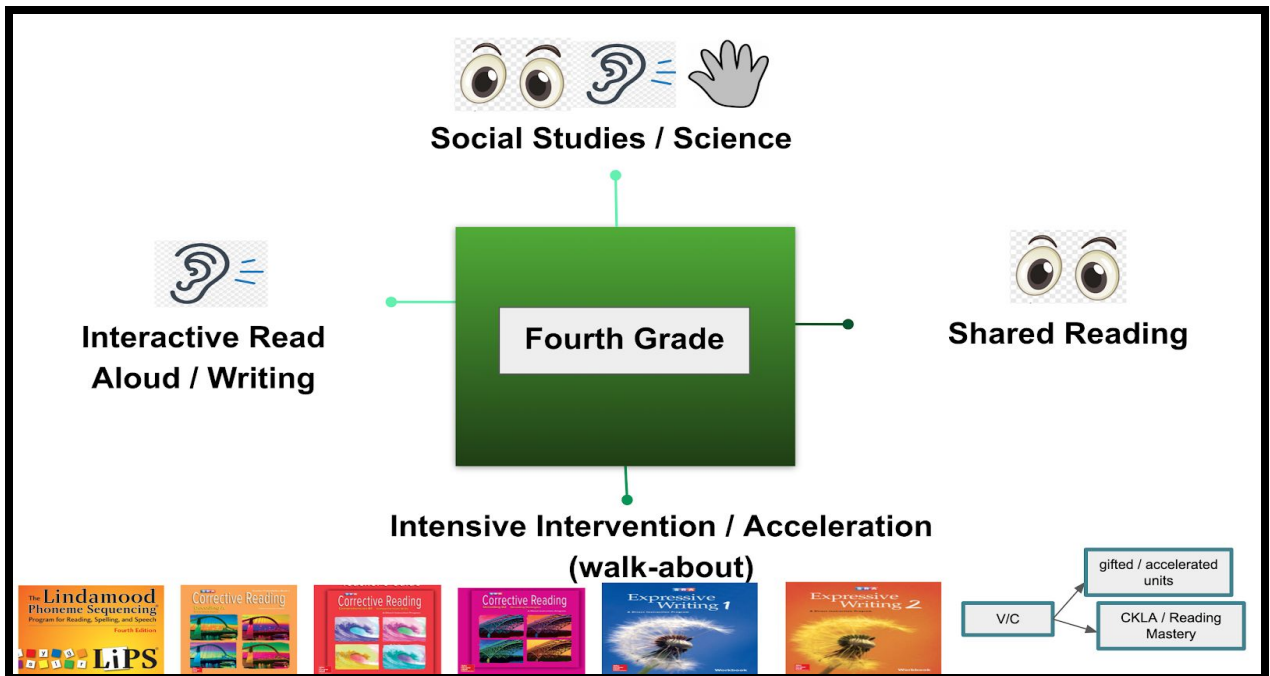 Social Studies / Science
Interactive Read
Aloud / Writing
Fourth Grade
Shared Reading
Intensive Intervention / Acceleration
(walk-about)
The Lindamood
Phoneme Sequencing®
Program for Reading, Spelling, and Speech
Fourth Edition
LiPS®
Corrective Reading
Corrective Reading
Corrective Reading
Expressive
Writing 1
Workbook
Expressive
Writing 2
Workbook
V/C
gifted / accelerated
units
CKLA / Reading
Mastery